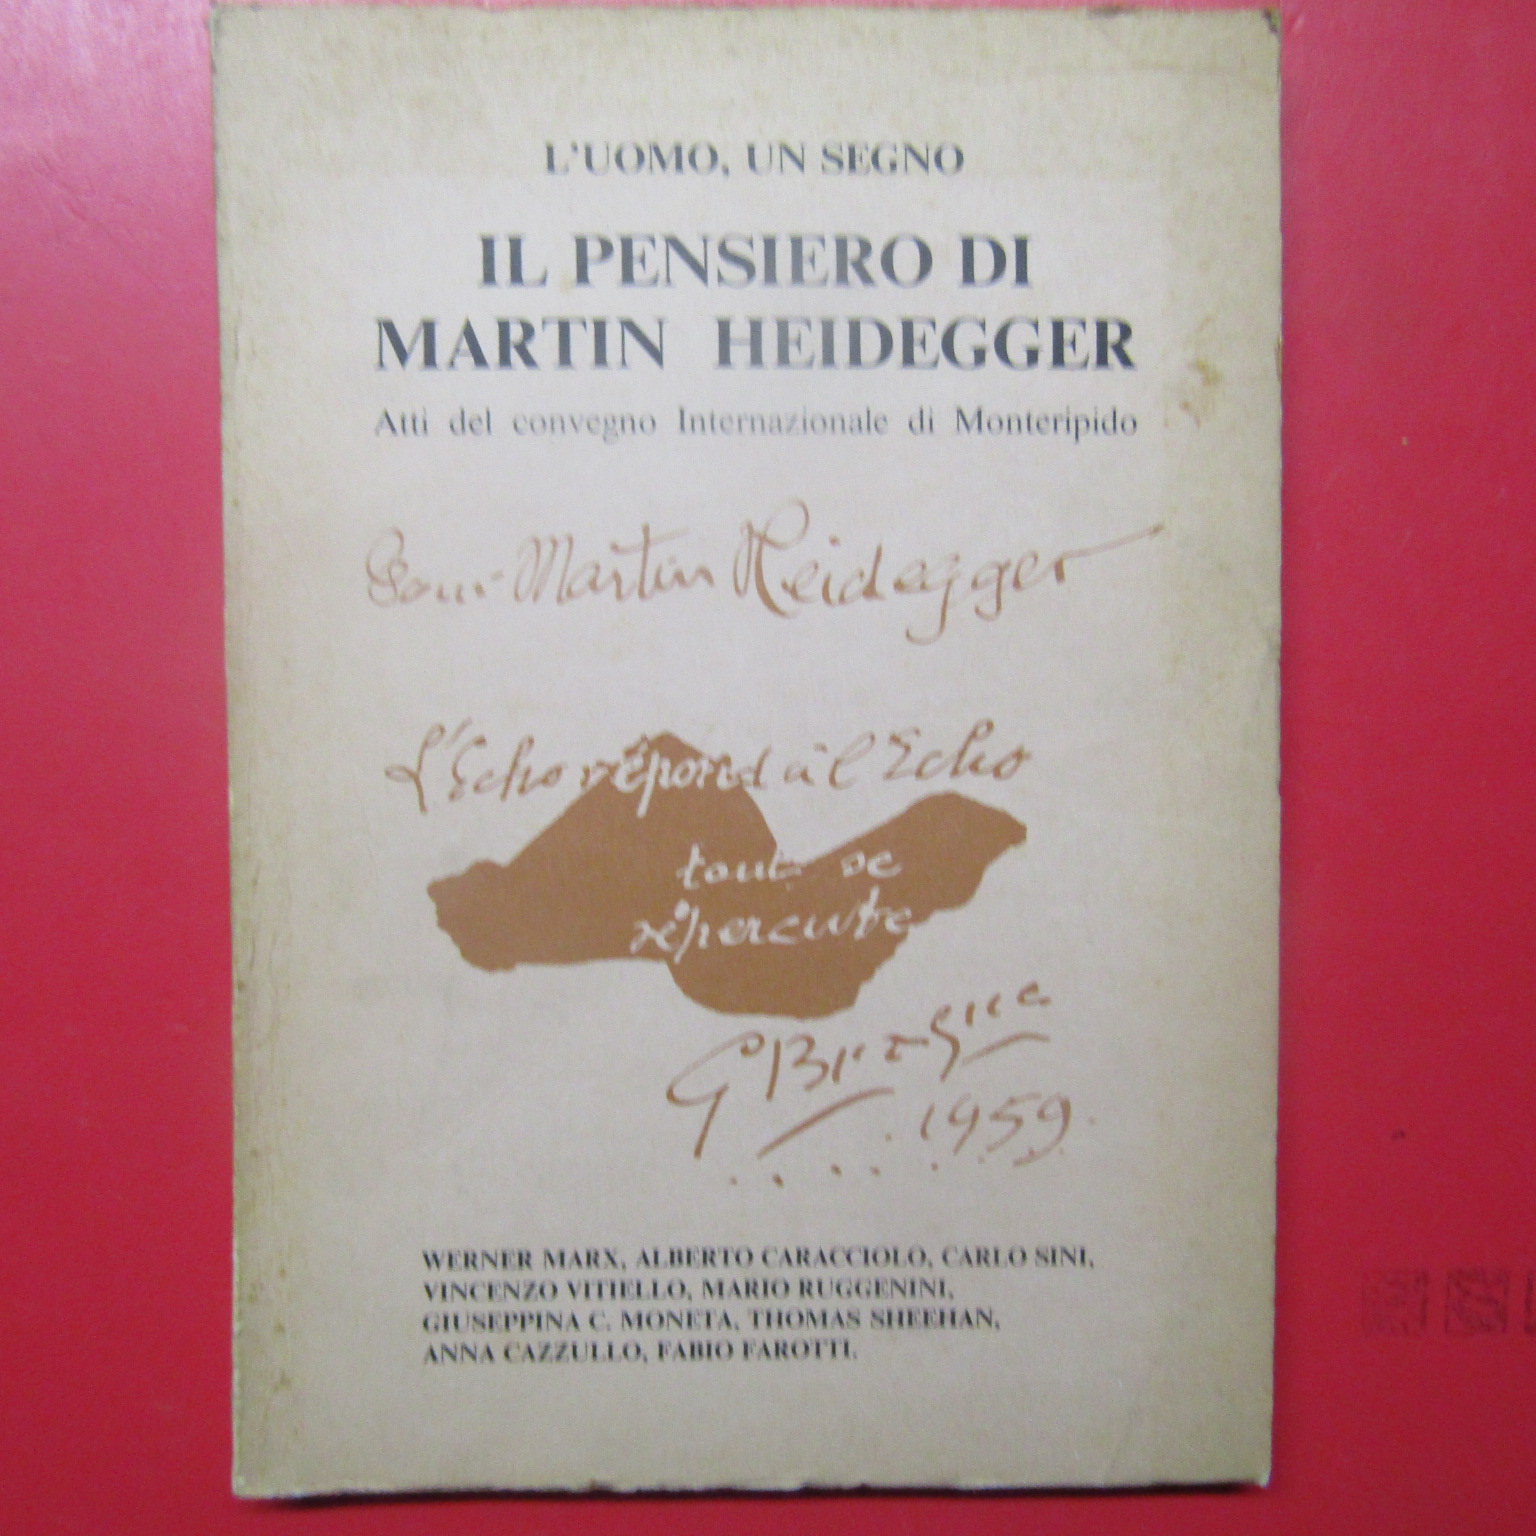 L'UOMO, UN SEGNO
IL PENSIERO DI
MARTIN HEIDEGGER
Atti del convegno Internazionale di Monteripido
Pour Martin Heidegger
L'Echo répond à l'Echo
tout se
répercute
G Braque
1959.
WERNER MARX, ALBERTO CARACCIOLO, CARLO SINI,
VINCENZO VITIELLO, MARIO RUGGENINI,
GIUSEPPINA C. MONETA, THOMAS SHEEHAN,
ANNA CAZZULLO, FABIO FAROTTI.